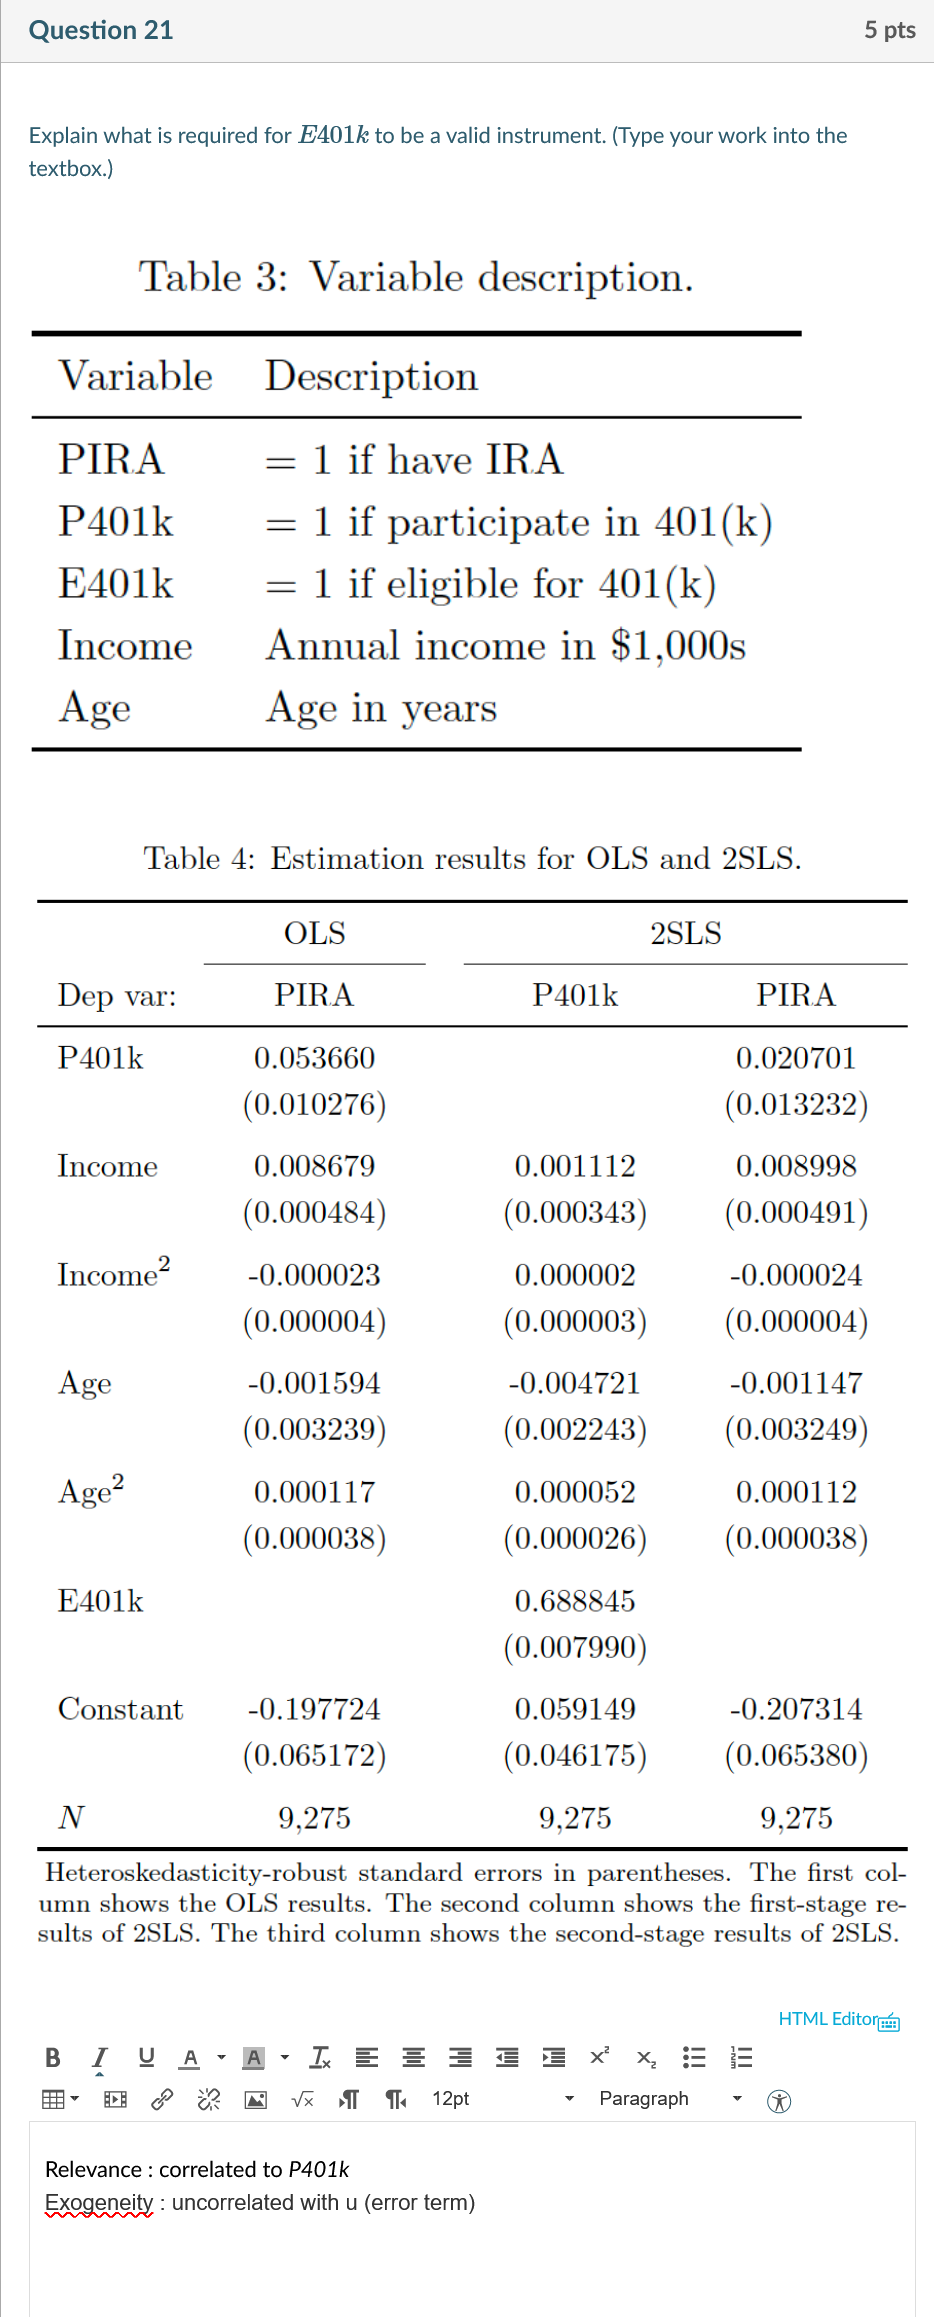 Question 21 5 pts
Explain what is required for E401k to be a valid instrument. (Type your work into the
textbox.)
Table 3: Variable description.
Variable Description
PIRA = 1 if have IRA
P401k = 1 if participate in 401(k)
E401k = 1 if eligible for 401(k)
Income Annual income in $1,000s
Age Age in years
Table 4: Estimation results for OLS and 2SLS.
OLS 2SLS
Dep var: PIRA P401k PIRA
P401k 0.053660 0.020701
(0.010276) (0.013232)
Income 0.008679 0.001112 0.008998
(0.000484) (0.000343) (0.000491)
Income² -0.000023 0.000002 -0.000024
(0.000004) (0.000003) (0.000004)
Age -0.001594 -0.004721 -0.001147
(0.003239) (0.002243) (0.003249)
Age² 0.000117 0.000052 0.000112
(0.000038) (0.000026) (0.000038)
E401k 0.688845
(0.007990)
Constant -0.197724 0.059149 -0.207314
(0.065172) (0.046175) (0.065380)
N 9,275 9,275 9,275
Heteroskedasticity-robust standard errors in parentheses. The first col-
umn shows the OLS results. The second column shows the first-stage re-
sults of 2SLS. The third column shows the second-stage results of 2SLS.
HTML Editor
B I U A A Tx x² x₂
√x 12pt Paragraph
Relevance : correlated to P401k
Exogeneity : uncorrelated with u (error term)